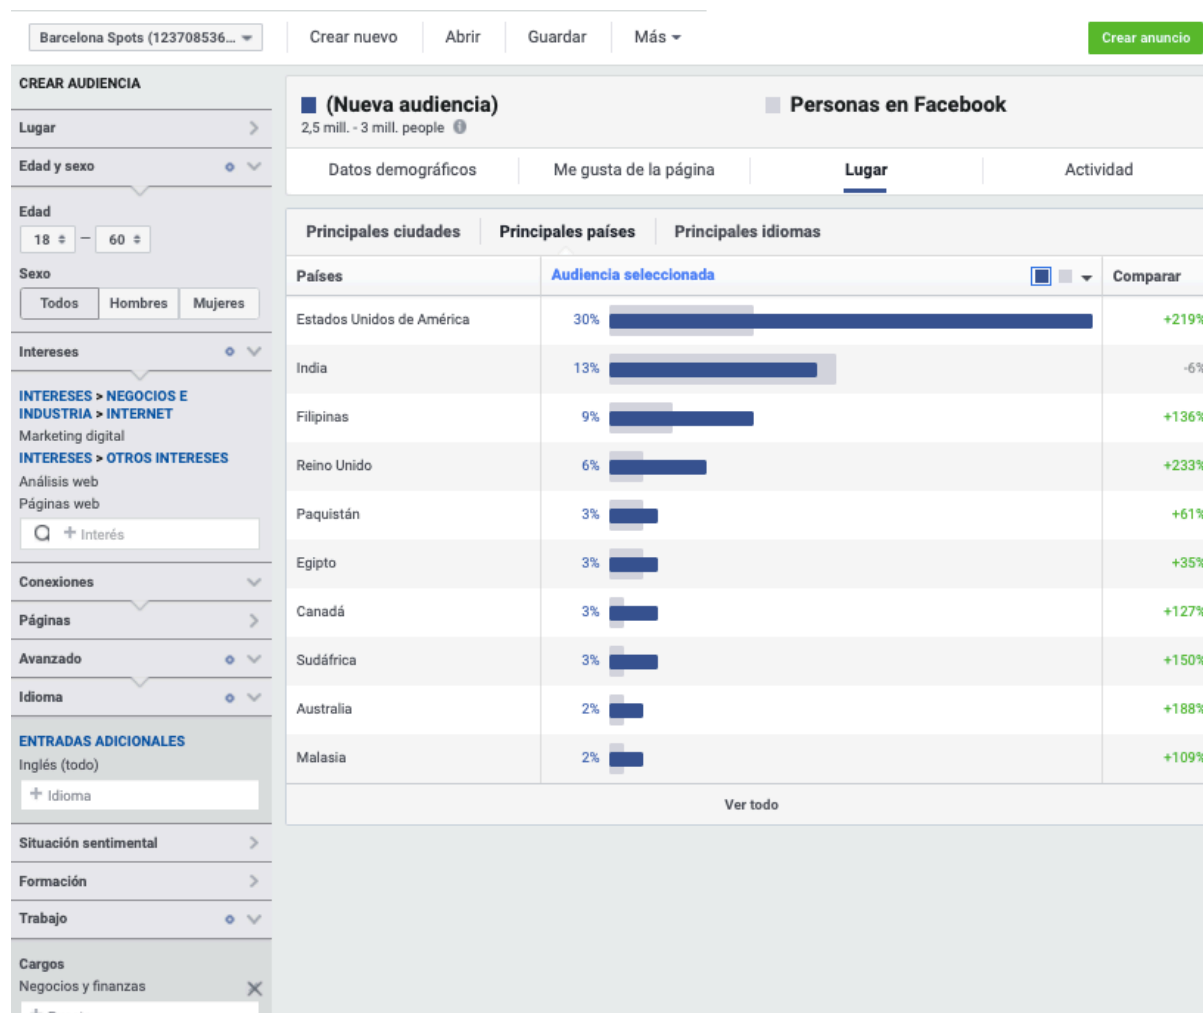 Barcelona Spots (123708536...
Crear nuevo
Abrir
Guardar
Más
Crear anuncio
CREAR AUDIENCIA
Lugar
Edad y sexo
Edad
18 – 60
Sexo
Todos Hombres Mujeres
Intereses
INTERESES > NEGOCIOS E
INDUSTRIA > INTERNET
Marketing digital
INTERESES > OTROS INTERESES
Análisis web
Páginas web
+ Interés
Conexiones
Páginas
Avanzado
Idioma
ENTRADAS ADICIONALES
Inglés (todo)
+ Idioma
Situación sentimental
Formación
Trabajo
Cargos
Negocios y finanzas
(Nueva audiencia)
2,5 mill. - 3 mill. people
Personas en Facebook
Datos demográficos
Me gusta de la página
Lugar
Actividad
Principales ciudades
Principales países
Principales idiomas
Países Audiencia seleccionada Comparar
Estados Unidos de América 30% +219%
India 13% -6%
Filipinas 9% +136%
Reino Unido 6% +233%
Paquistán 3% +61%
Egipto 3% +35%
Canadá 3% +127%
Sudáfrica 3% +150%
Australia 2% +188%
Malasia 2% +109%
Ver todo